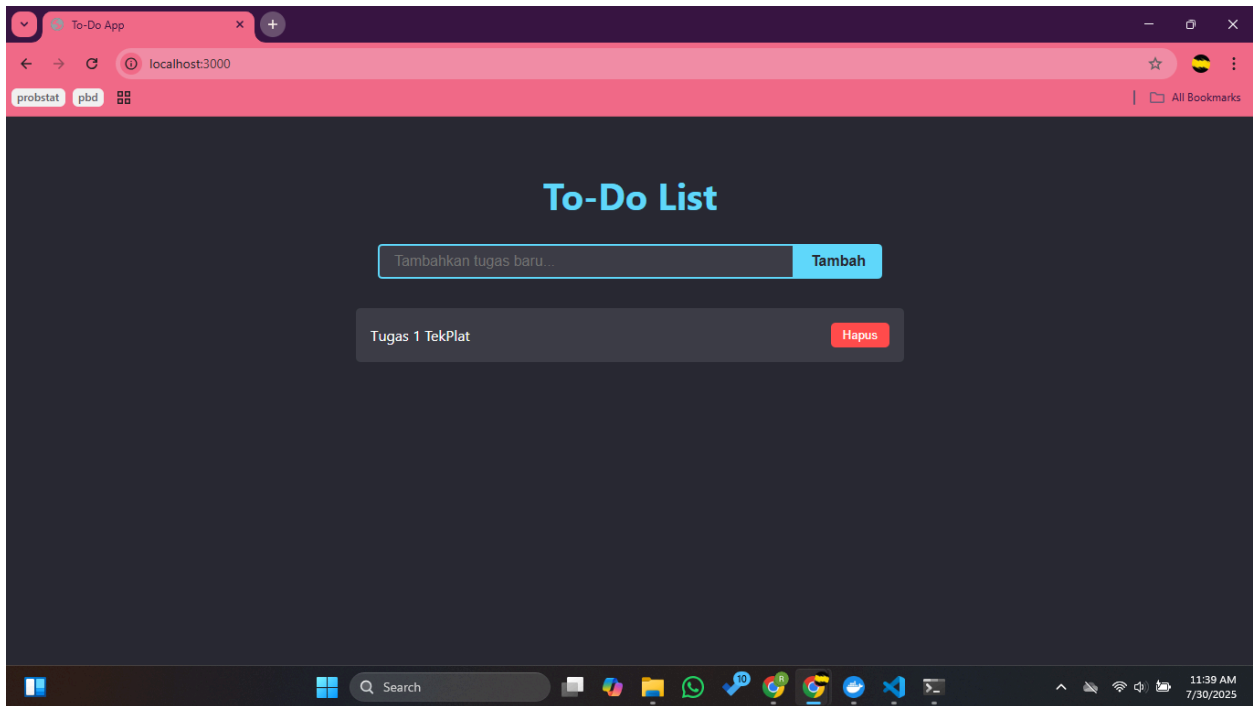 To-Do App
localhost:3000
probstat pbd
All Bookmarks
To-Do List
Tambahkan tugas baru...
Tambah
Tugas 1 TekPlat
Hapus
Search
10
R
11:39 AM
7/30/2025